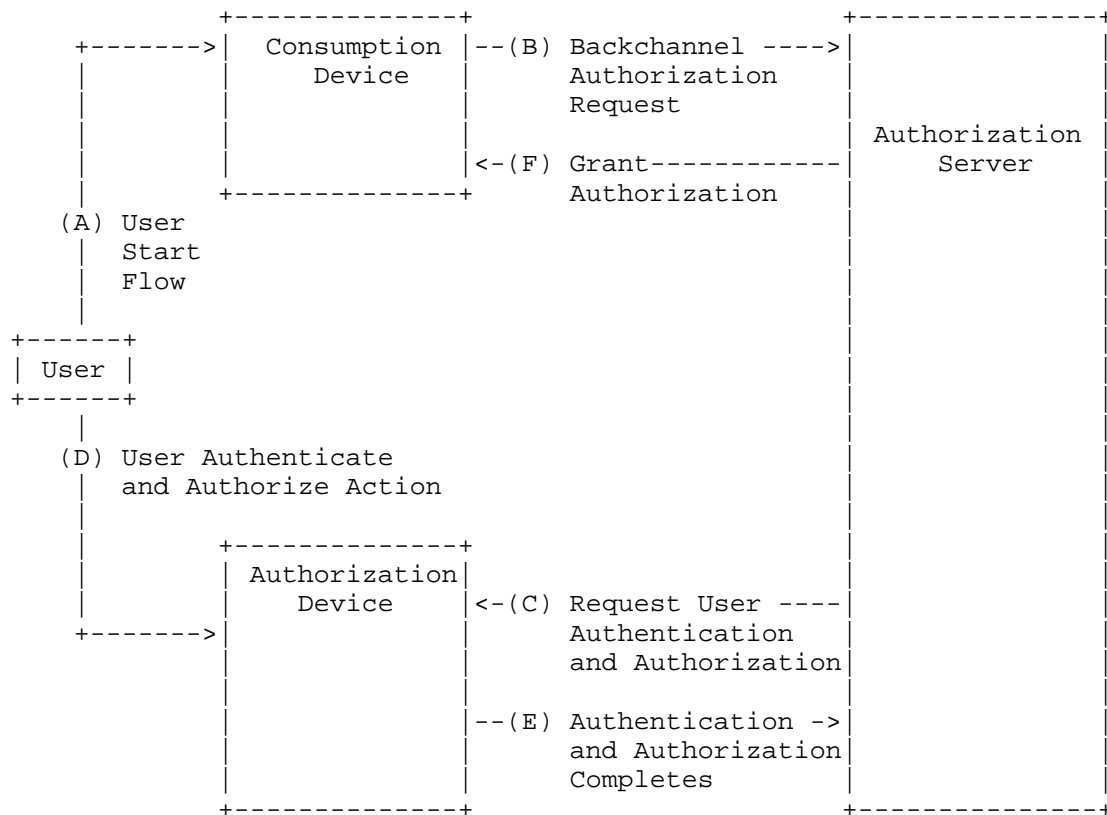 Consumption Device
(B) Backchannel
Authorization
Request
Authorization
Server
(F) Grant
Authorization
(A) User
Start
Flow
User
(D) User Authenticate
and Authorize Action
Authorization
Device
(C) Request User
Authentication
and Authorization
(E) Authentication
and Authorization
Completes